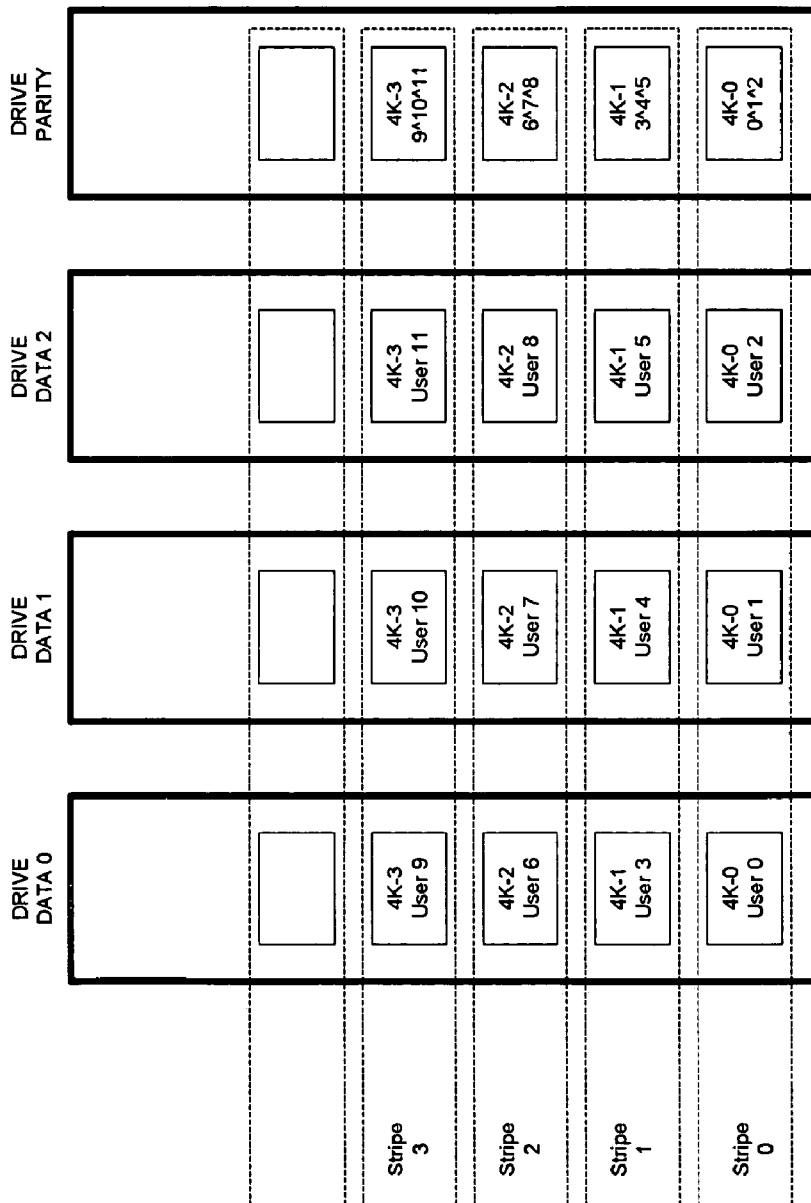 DRIVE
DATA 0
DRIVE
DATA 1
DRIVE
DATA 2
DRIVE
PARITY
Stripe
3
4K-3
User 9
4K-3
User 10
4K-3
User 11
4K-3
9^10^11
Stripe
2
4K-2
User 6
4K-2
User 7
4K-2
User 8
4K-2
6^7^8
Stripe
1
4K-1
User 3
4K-1
User 4
4K-1
User 5
4K-1
3^4^5
Stripe
0
4K-0
User 0
4K-0
User 1
4K-0
User 2
4K-0
0^1^2